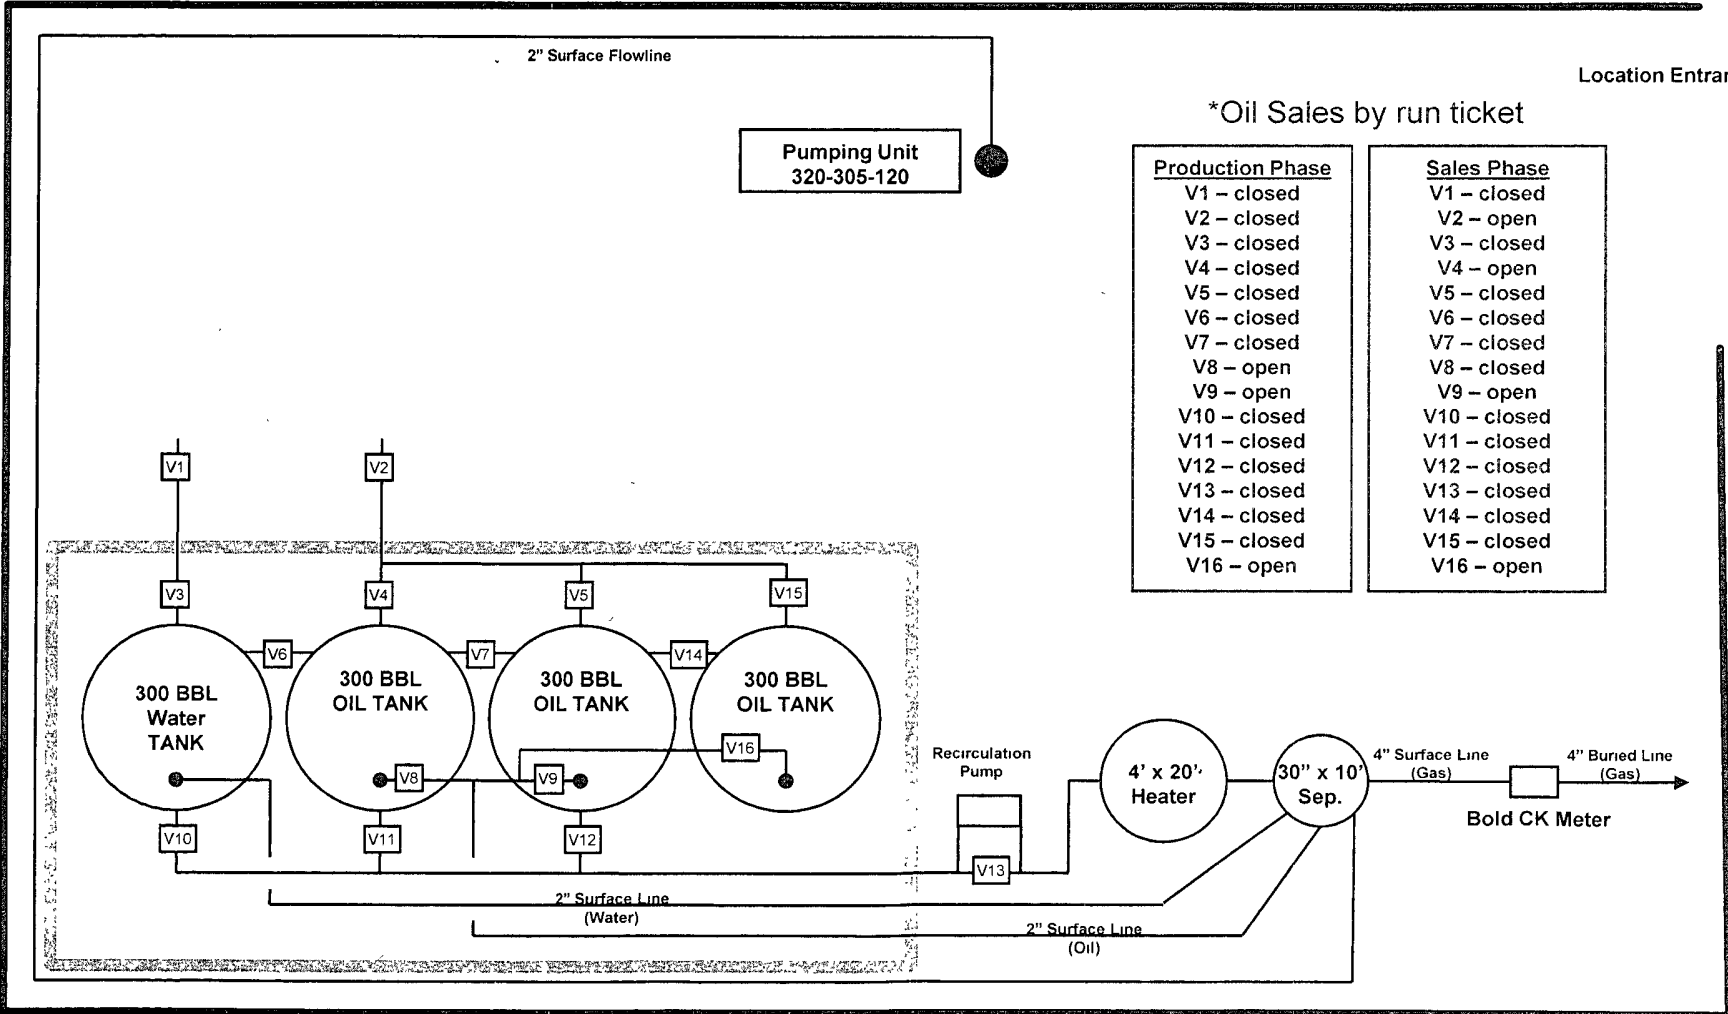 2" Surface Flowline
Location Entran
*Oil Sales by run ticket
Pumping Unit
320-305-120
Production Phase
V1 – closed
V2 – closed
V3 – closed
V4 – closed
V5 – closed
V6 – closed
V7 – closed
V8 – open
V9 – open
V10 – closed
V11 – closed
V12 – closed
V13 – closed
V14 – closed
V15 – closed
V16 – open
Sales Phase
V1 – closed
V2 – open
V3 – closed
V4 – open
V5 – closed
V6 – closed
V7 – closed
V8 – closed
V9 – open
V10 – closed
V11 – closed
V12 – closed
V13 – closed
V14 – closed
V15 – closed
V16 – open
V1
V2
V3
V4
V5
V15
V6
V7
V14
300 BBL
Water
TANK
300 BBL
OIL TANK
300 BBL
OIL TANK
300 BBL
OIL TANK
V16
V8
V9
V10
V11
V12
Recirculation
Pump
V13
4' x 20'
Heater
30" x 10'
Sep.
4" Surface Line
(Gas)
4" Buried Line
(Gas)
Bold CK Meter
2" Surface Line
(Water)
2" Surface Line
(Oil)